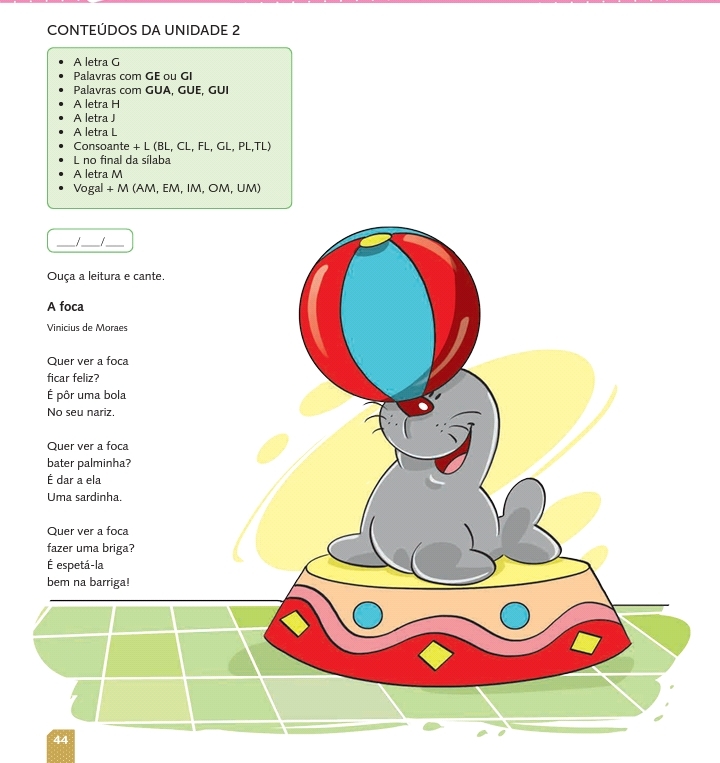 CONTEÚDOS DA UNIDADE 2
• A letra G
• Palavras com GE ou GI
• Palavras com GUA, GUE, GUI
• A letra H
• A letra J
• A letra L
• Consoante + L (BL, CL, FL, GL, PL,TL)
• L no final da sílaba
• A letra M
• Vogal + M (AM, EM, IM, OM, UM)
___/___/___
Ouça a leitura e cante.
A foca
Vinicius de Moraes
Quer ver a foca
ficar feliz?
É pôr uma bola
No seu nariz.
Quer ver a foca
bater palminha?
É dar a ela
Uma sardinha.
Quer ver a foca
fazer uma briga?
É espetá-la
bem na barriga!
44